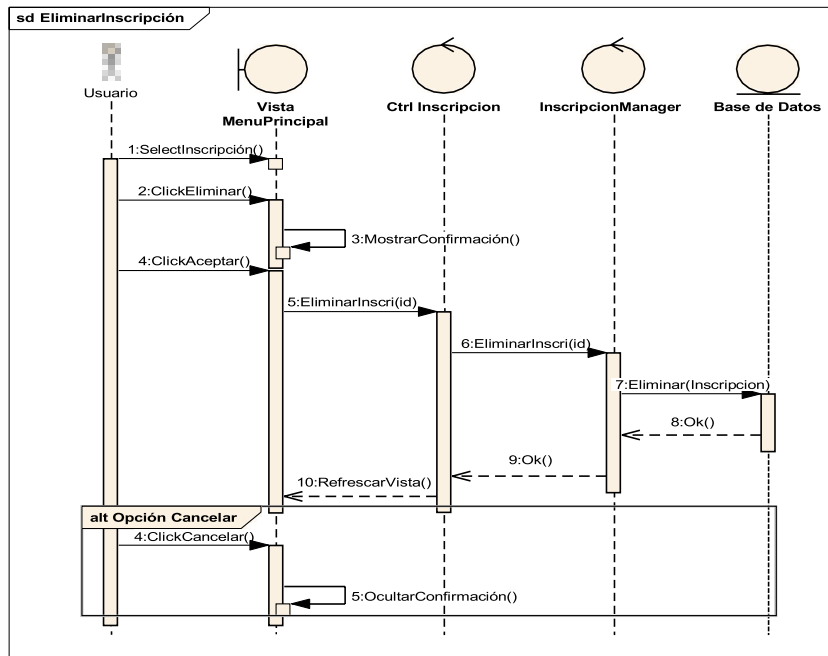 sd EliminarInscripción
Usuario
Vista
MenuPrincipal
Ctrl Inscripcion
InscripcionManager
Base de Datos
1:SelectInscripción()
2:ClickEliminar()
3:MostrarConfirmación()
4:ClickAceptar()
5:EliminarInscri(id)
6:EliminarInscri(id)
7:Eliminar(Inscripcion)
8:Ok()
9:Ok()
10:RefrescarVista()
alt Opción Cancelar
4:ClickCancelar()
5:OcultarConfirmación()